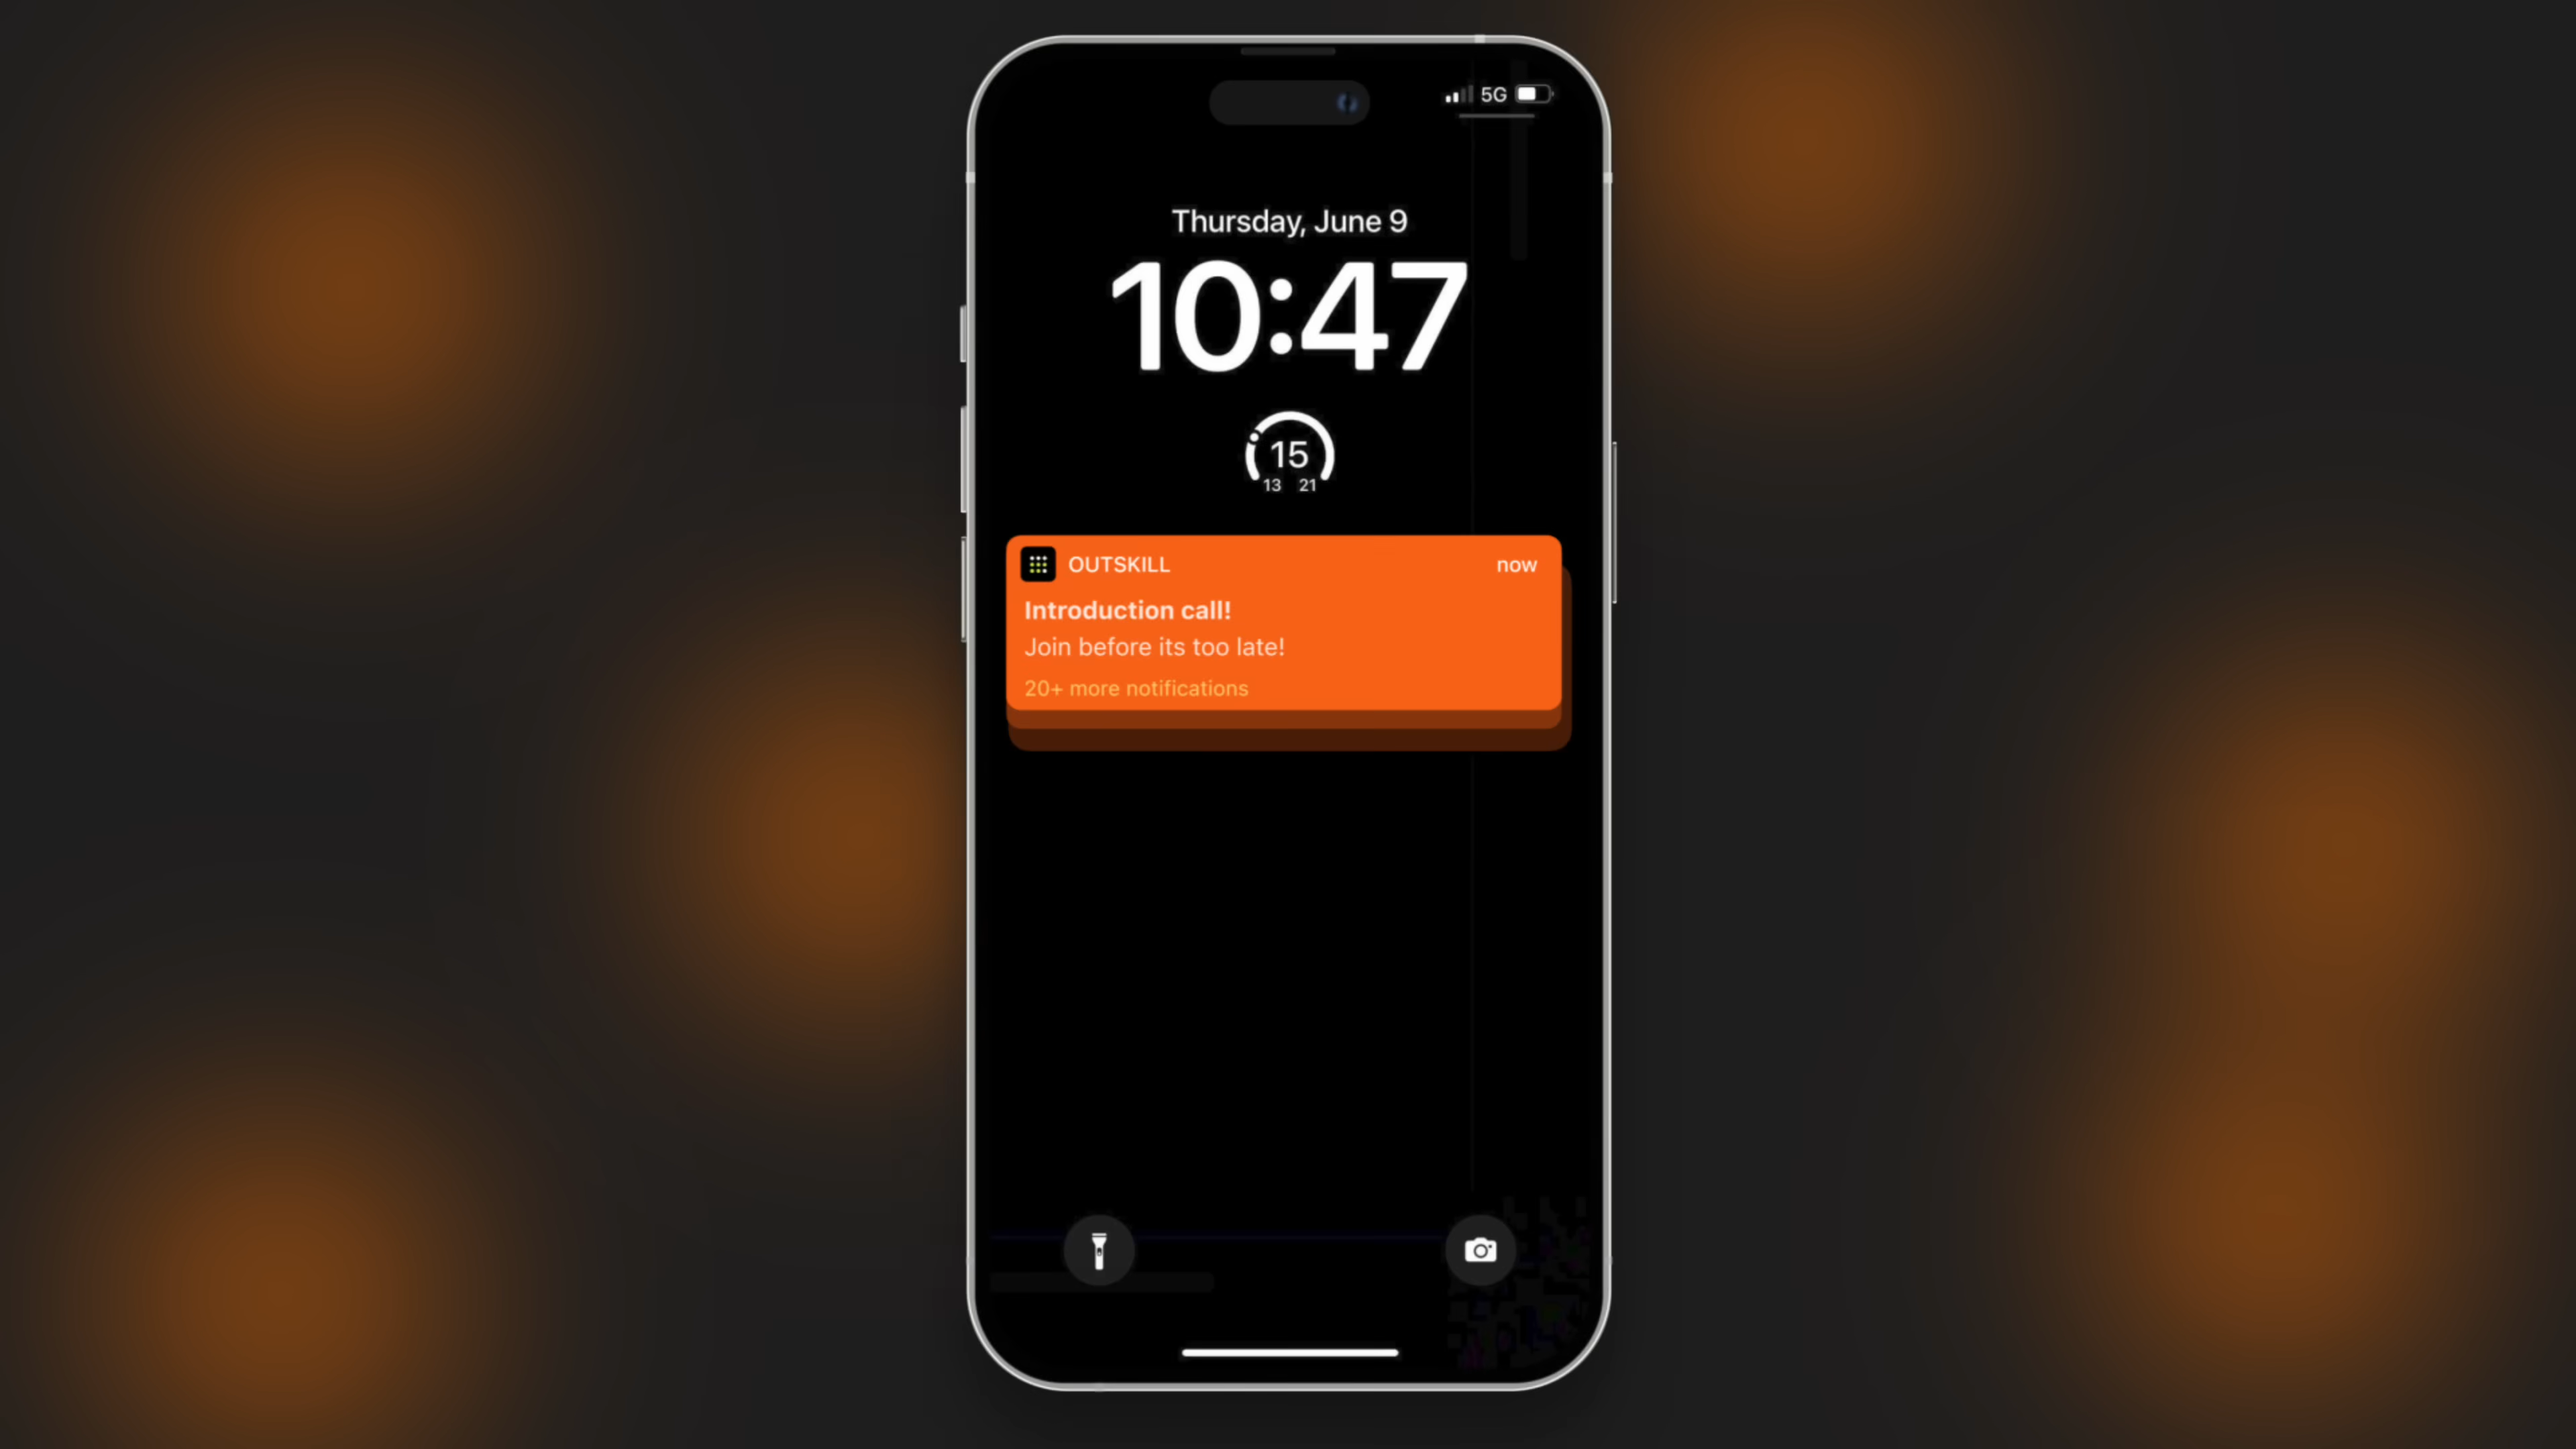 5G
Thursday, June 9
10:47
15
13 21
OUTSKILL now
Introduction call!
Join before its too late!
20+ more notifications